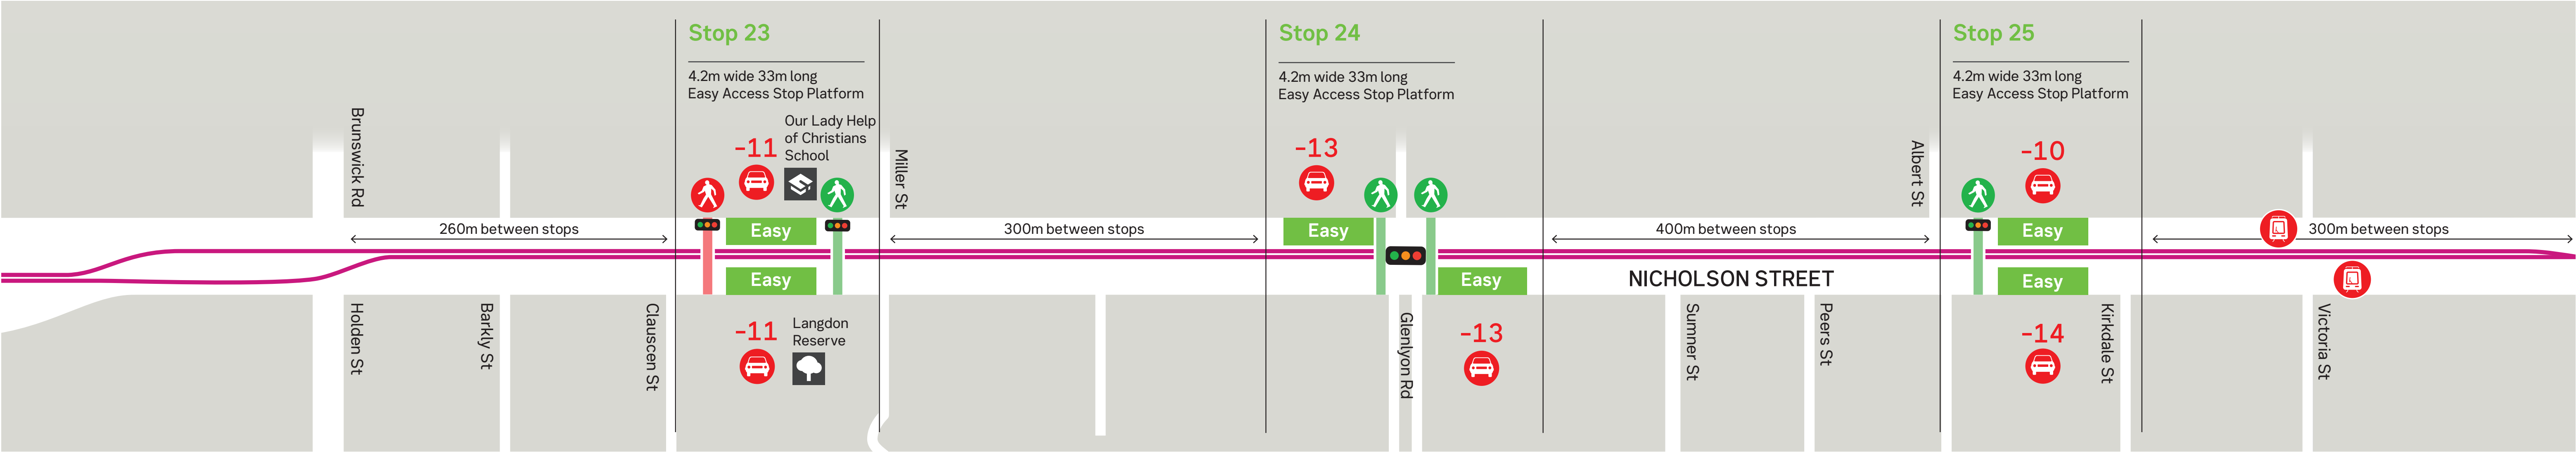 Stop 23
4.2m wide 33m long
Easy Access Stop Platform
Our Lady Help
of Christians
School
-11
Easy
Easy
-11
Langdon
Reserve
Stop 24
4.2m wide 33m long
Easy Access Stop Platform
-13
Easy
Easy
-13
Stop 25
4.2m wide 33m long
Easy Access Stop Platform
-10
Easy
Easy
-14
Brunswick Rd
Miller St
Albert St
260m between stops
300m between stops
400m between stops
300m between stops
NICHOLSON STREET
Holden St
Barkly St
Clauscen St
Glenlyon Rd
Sumner St
Peers St
Kirkdale St
Victoria St